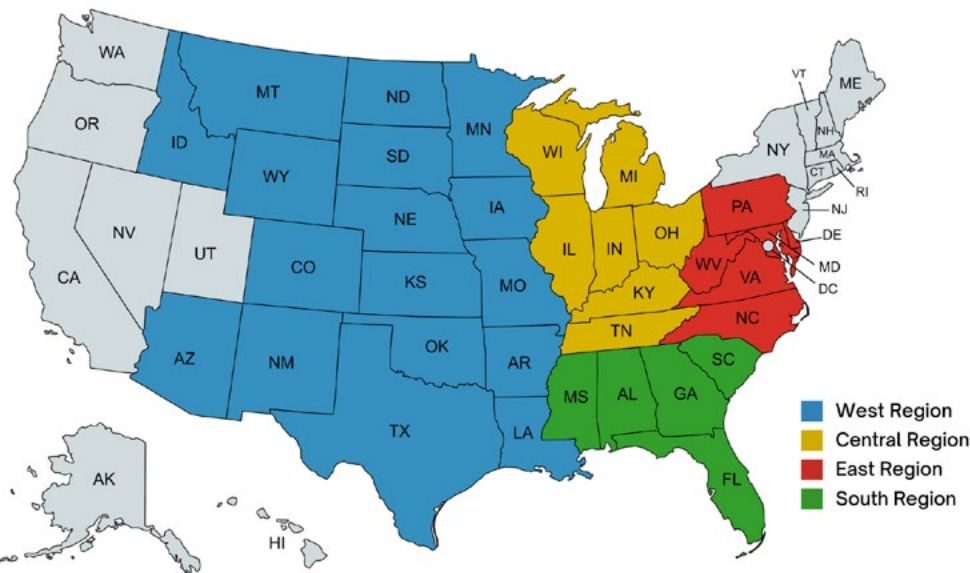 WA
OR
CA
NV
ID
MT
WY
UT
AZ
CO
NM
ND
SD
NE
KS
OK
TX
MN
IA
MO
AR
LA
WI
MI
IL
IN
OH
KY
TN
MS
AL
GA
FL
SC
NC
VA
WV
PA
NY
VT
NH
ME
MA
CT
RI
NJ
DE
MD
DC
AK
HI
West Region
Central Region
East Region
South Region